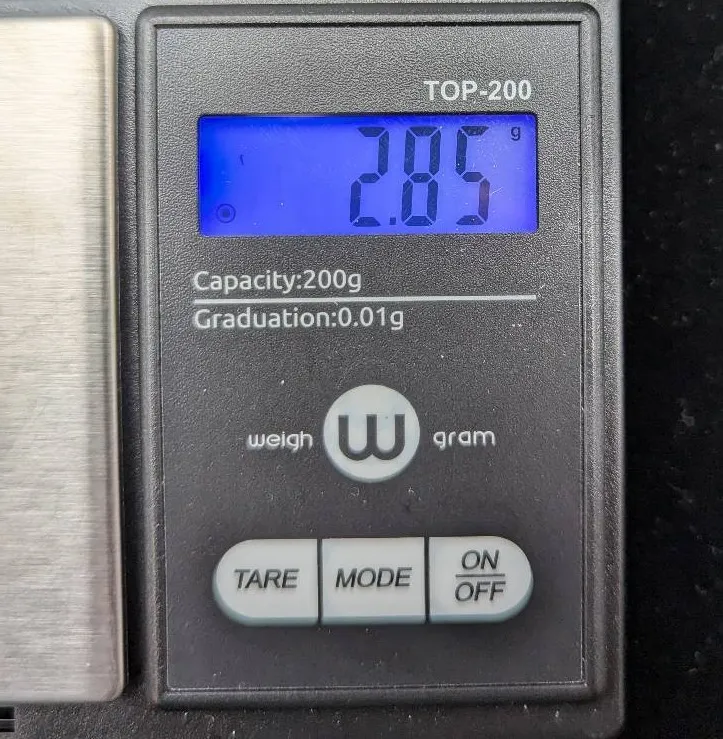 TOP-200
2.85 g
Capacity:200g
Graduation:0.01g
weigh W gram
TARE MODE ON
OFF